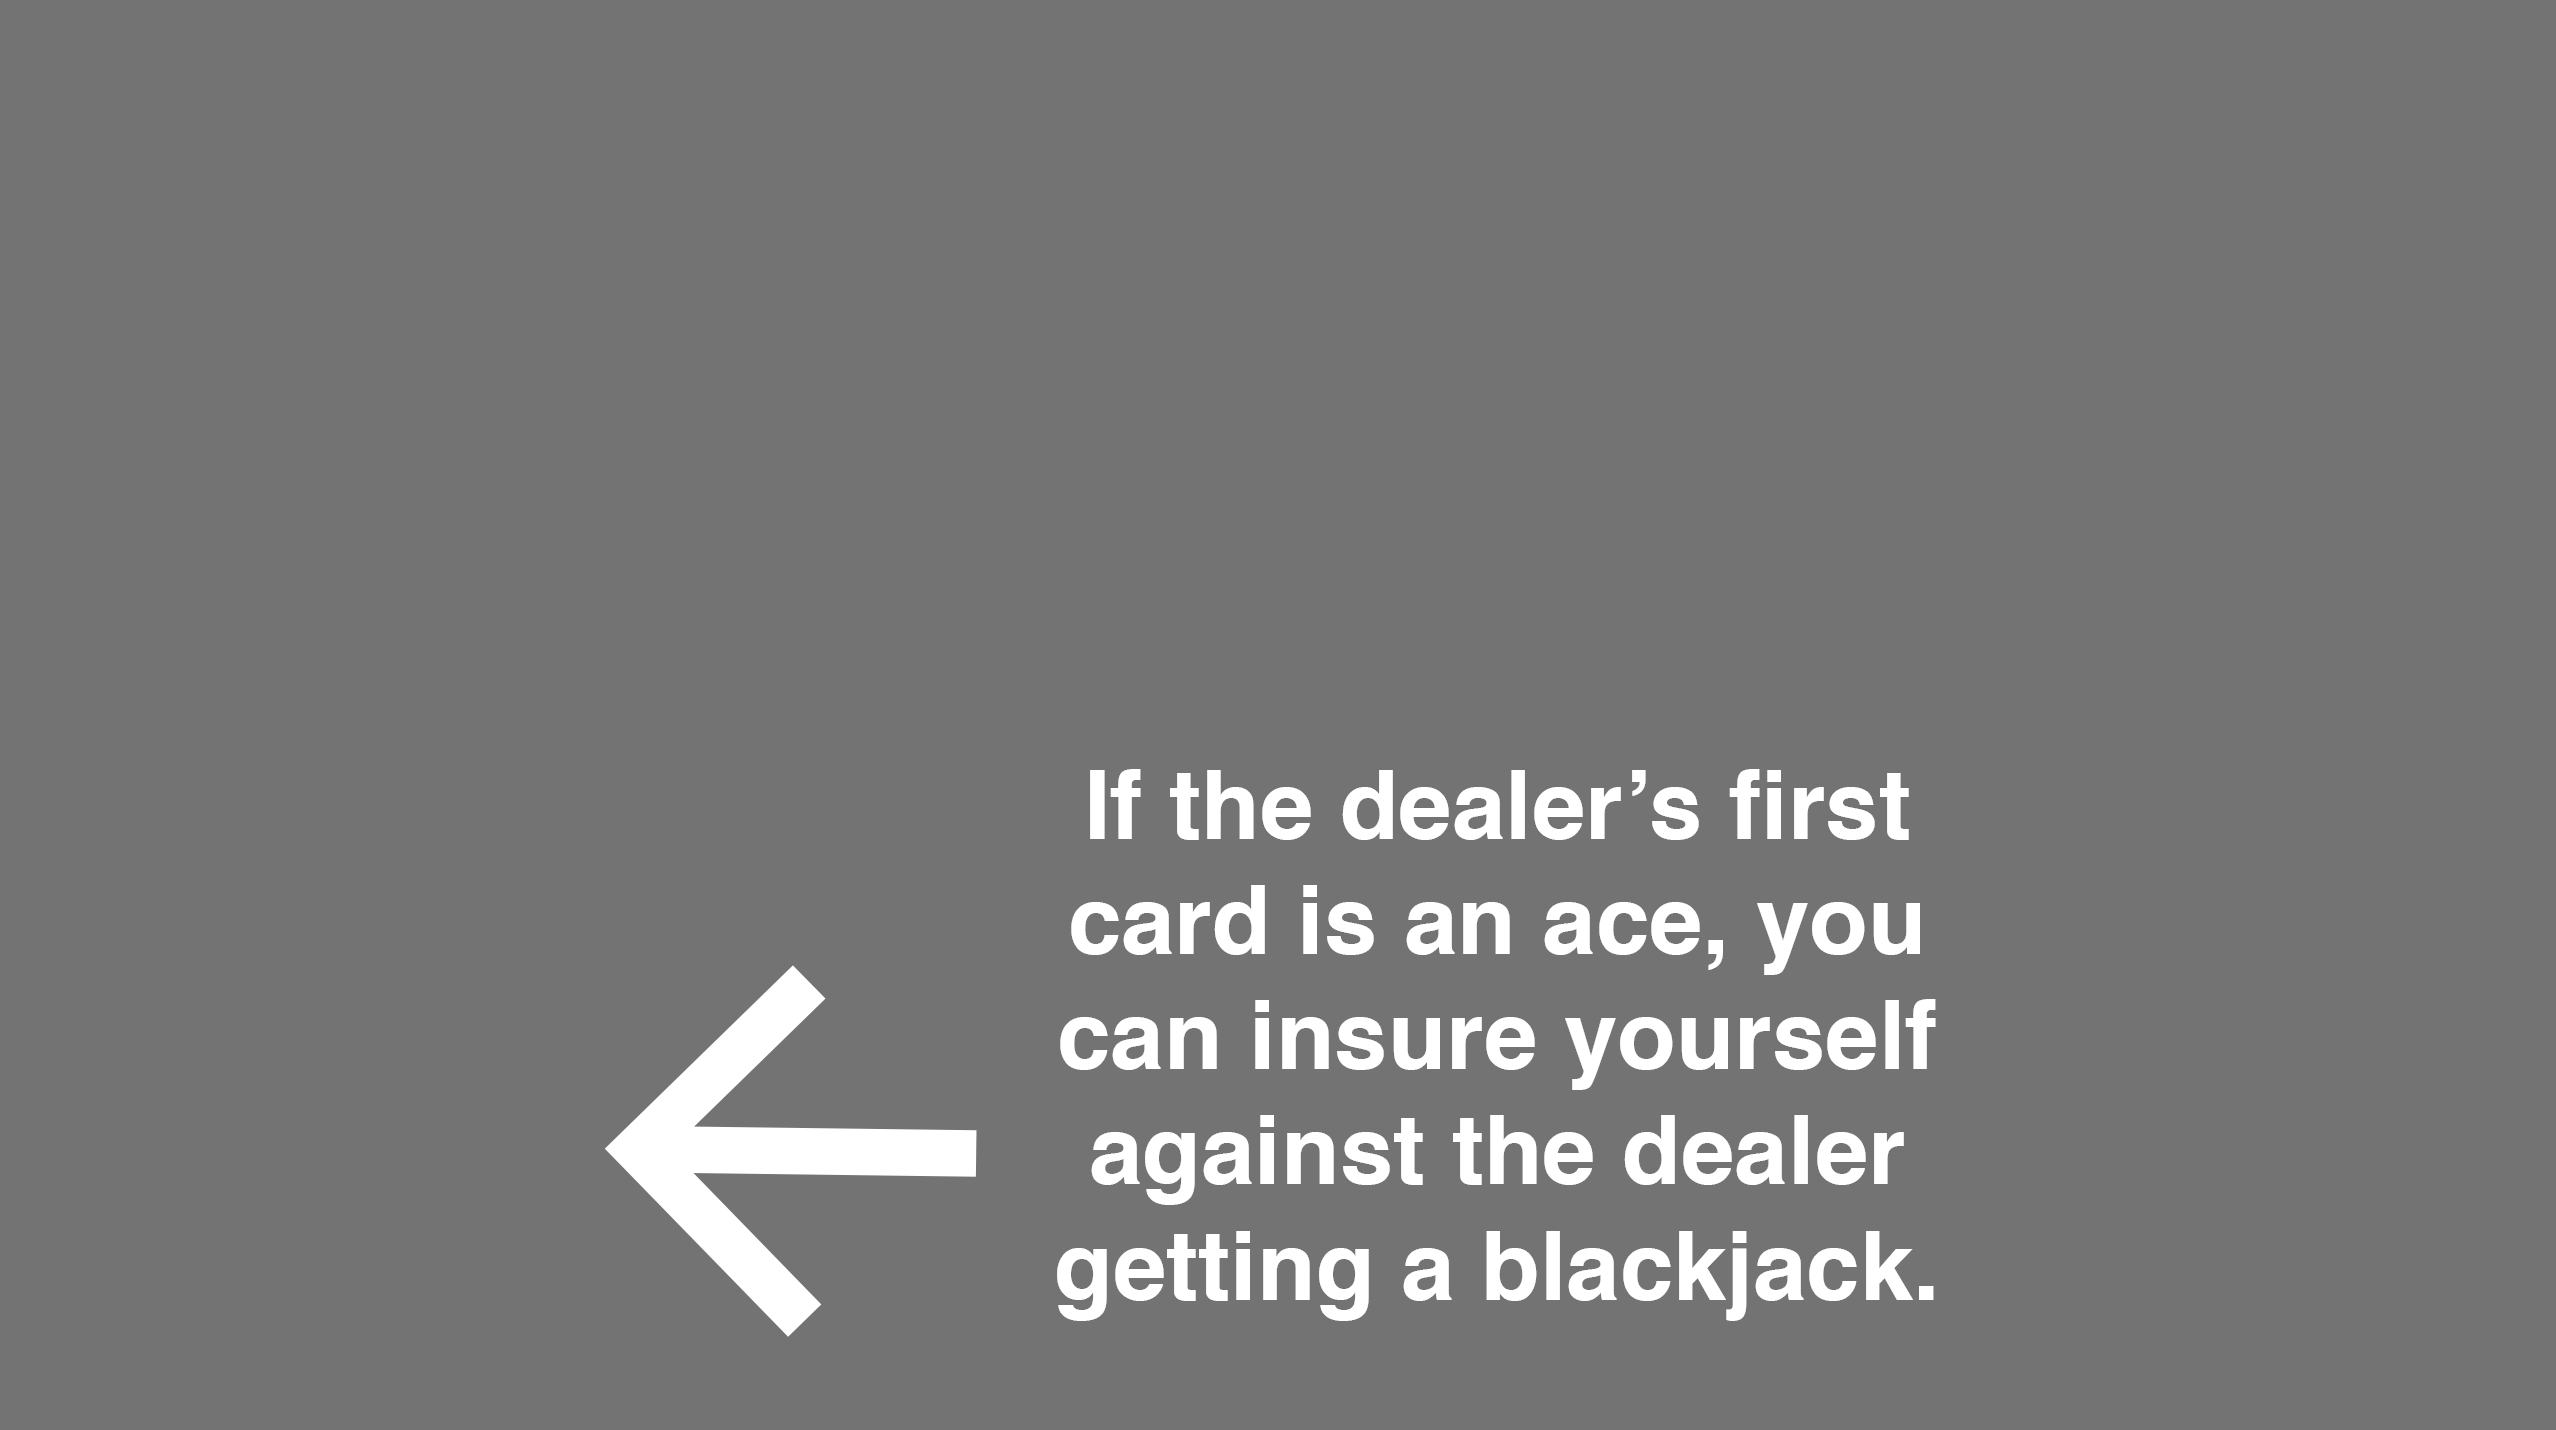 If the dealer’s first
card is an ace, you
can insure yourself
against the dealer
getting a blackjack.